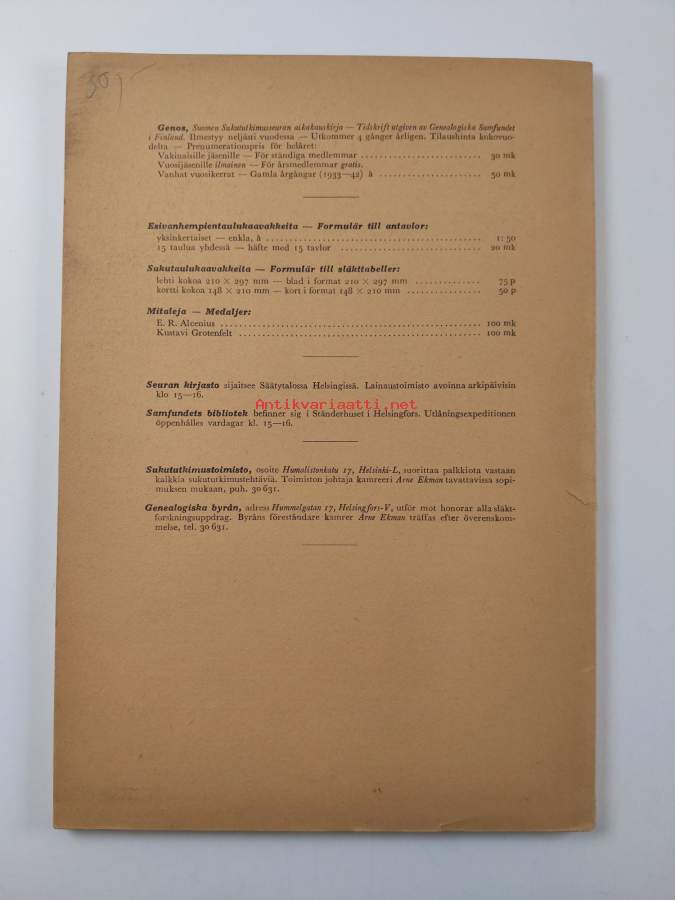 30,-
Genos, Suomen Sukututkimusseuran aikakauskirja — Tidskrift utgiven av Genealogiska Samfundet
i Finland. Ilmestyy neljästi vuodessa — Utkommer 4 gånger årligen. Tilaushinta kokovuo-
delta — Prenumerationspris för helåret:
Vakinaisille jäsenille — För ständiga medlemmar 30 mk
Vuosijäsenille ilmainen — För årsmedlemmar gratis.
Vanhat vuosikerrat — Gamla årgångar (1933—42) à 50 mk
Esivanhempientaulukaavakkeita — Formulär till antavlor:
yksinkertaiset — enkla, à 1: 50
15 taulua yhdessä — häfte med 15 tavlor 20 mk
Sukutaulukaavakkeita — Formulär till släkttabeller:
lehti kokoa 210 × 297 mm — blad i format 210 × 297 mm 75 p
kortti kokoa 148 × 210 mm — kort i format 148 × 210 mm 50 p
Mitaleja — Medaljer:
E. R. Alcenius 100 mk
Kustavi Grotenfelt 100 mk
Seuran kirjasto sijaitsee Säätytalossa Helsingissä. Lainaustoimisto avoinna arkipäivisin
klo 15—16.
Antikvariaatti.net
Samfundets bibliotek befinner sig i Ständerhuset i Helsingfors. Utlåningsexpeditionen
öppenhålles vardagar kl. 15—16.
Sukututkimustoimisto, osoite Humalistonkatu 17, Helsinki-L, suorittaa palkkiota vastaan
kaikkia sukututkimustehtäviä. Toimiston johtaja kamreeri Arne Ekman tavattavissa sopi-
muksen mukaan, puh. 30 631.
Genealogiska byrån, adress Hummelgatan 17, Helsingfors-V, utför mot honorar alla släkt-
forskningsuppdrag. Byråns föreståndare kamrer Arne Ekman träffas efter överenskom-
melse, tel. 30 631.